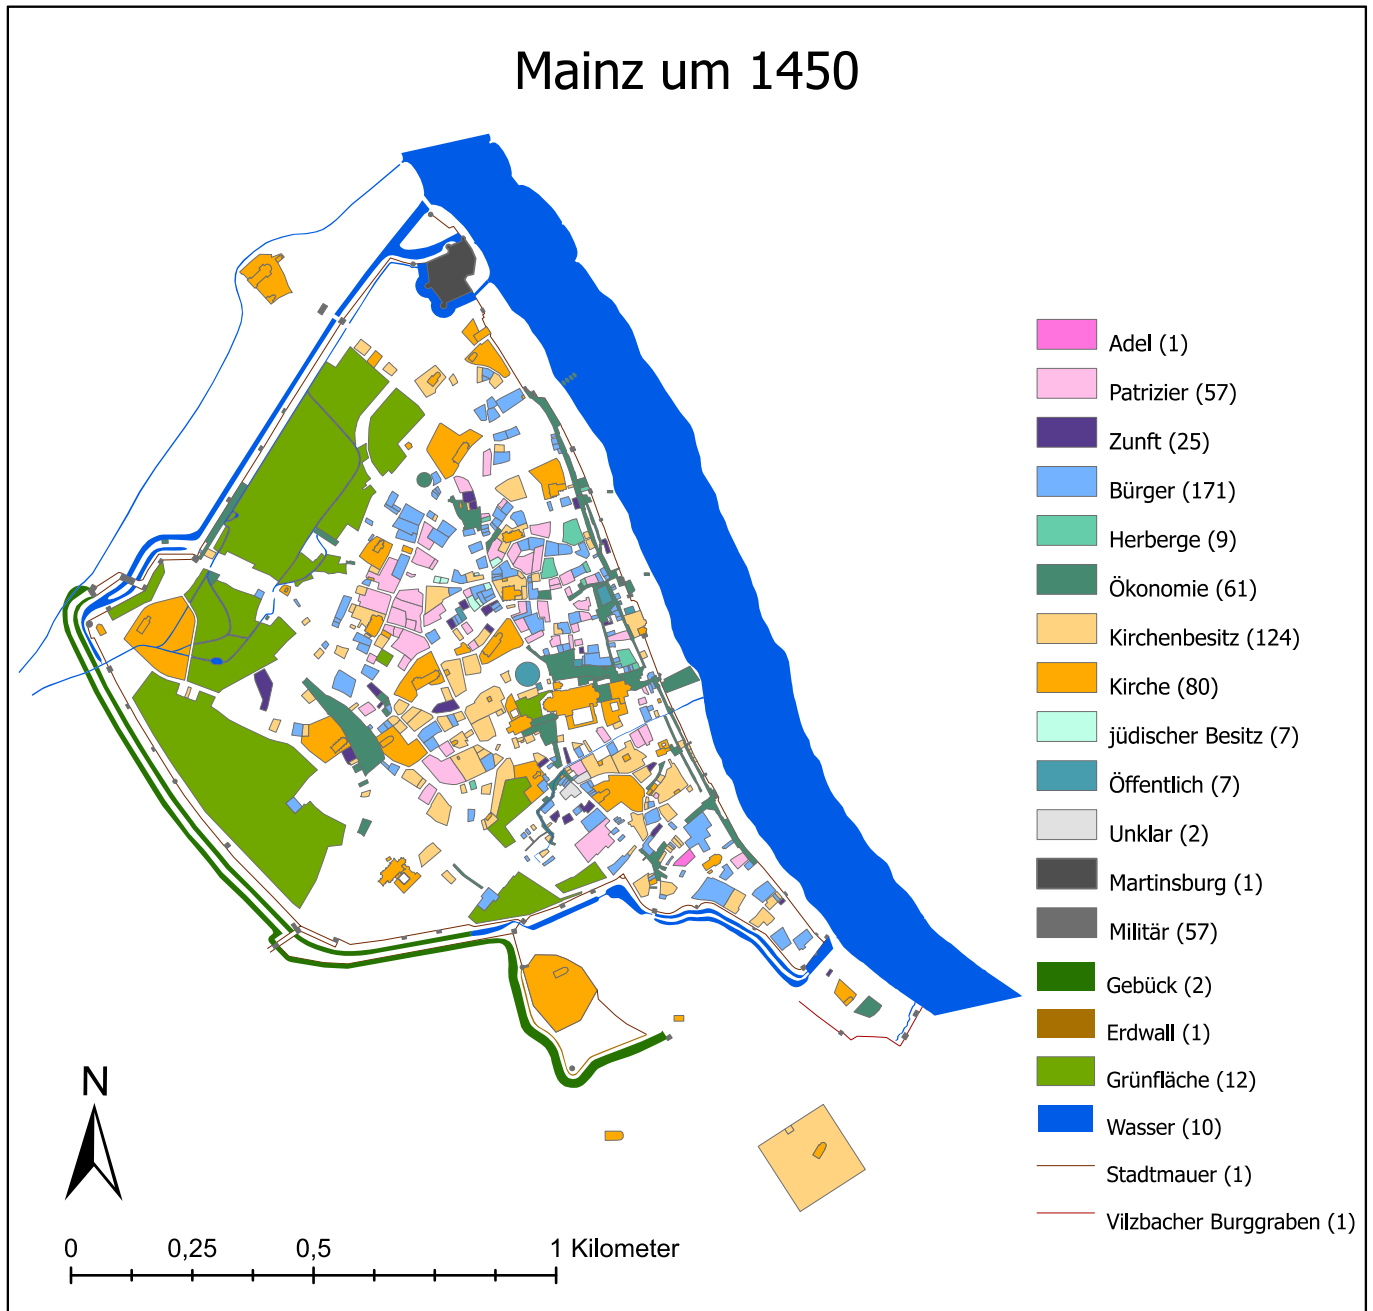 Mainz um 1450
Adel (1)
Patrizier (57)
Zunft (25)
Bürger (171)
Herberge (9)
Ökonomie (61)
Kirchenbesitz (124)
Kirche (80)
jüdischer Besitz (7)
Öffentlich (7)
Unklar (2)
Martinsburg (1)
Militär (57)
Gebück (2)
Erdwall (1)
Grünfläche (12)
Wasser (10)
Stadtmauer (1)
Vilzbacher Burggraben (1)
N
0 0,25 0,5 1 Kilometer